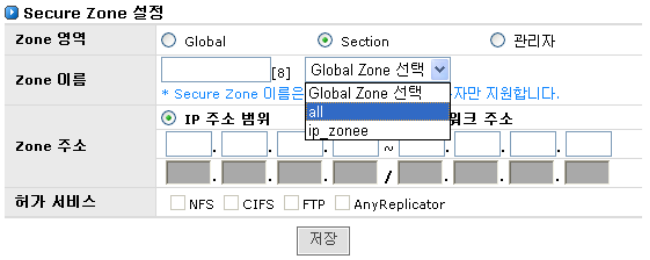 Secure Zone 설정
Zone 영역 Global Section 관리자
Zone 이름 [8] Global Zone 선택
Global Zone 선택
* Secure Zone 이름은 자만 지원합니다.
all
ip_zonee
Zone 주소 IP 주소 범위 워크 주소
. . . ~ . . .
. . . / . . .
허가 서비스 NFS CIFS FTP AnyReplicator
저장